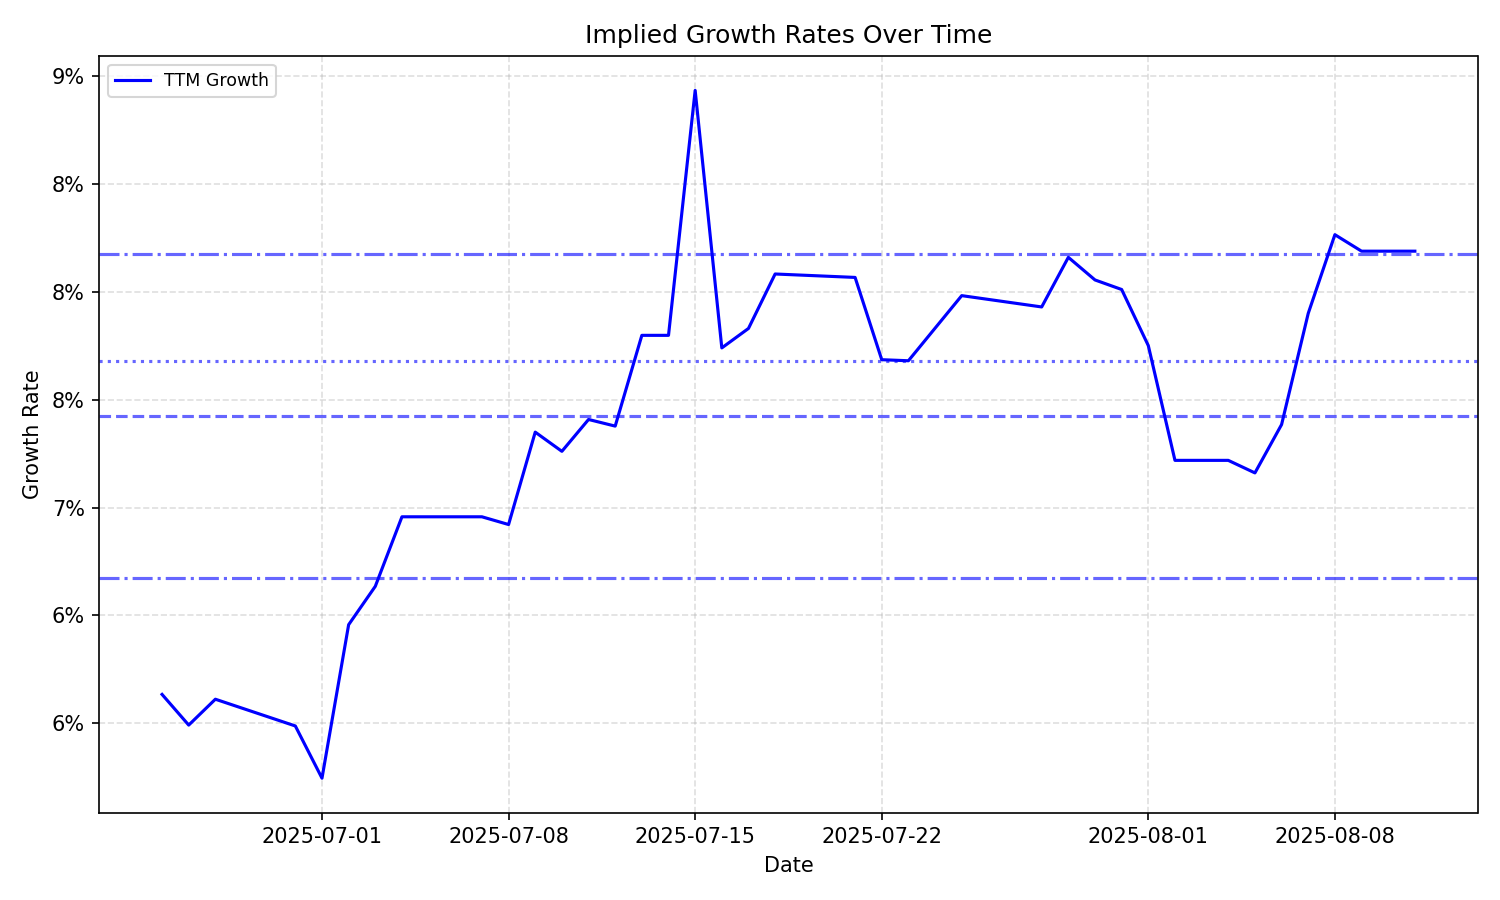 Implied Growth Rates Over Time
TTM Growth
9%
8%
8%
8%
7%
6%
6%
Growth Rate
2025-07-01 2025-07-08 2025-07-15 2025-07-22 2025-08-01 2025-08-08
Date